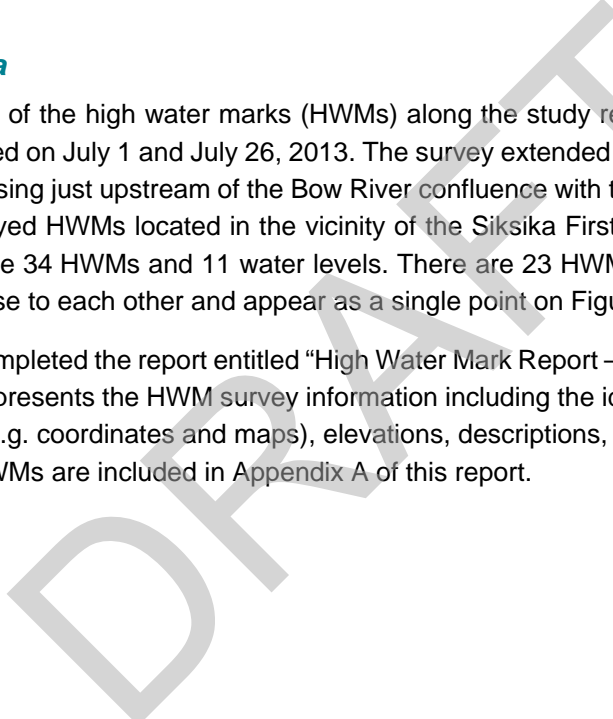 a
of the high water marks (HWMs) along the study re
ed on July 1 and July 26, 2013. The survey extended
sing just upstream of the Bow River confluence with t
yed HWMs located in the vicinity of the Siksika First
e 34 HWMs and 11 water levels. There are 23 HWM
se to each other and appear as a single point on Figu
mpleted the report entitled “High Water Mark Report –
presents the HWM survey information including the id
.g. coordinates and maps), elevations, descriptions,
WMs are included in Appendix A of this report.
DRAFT